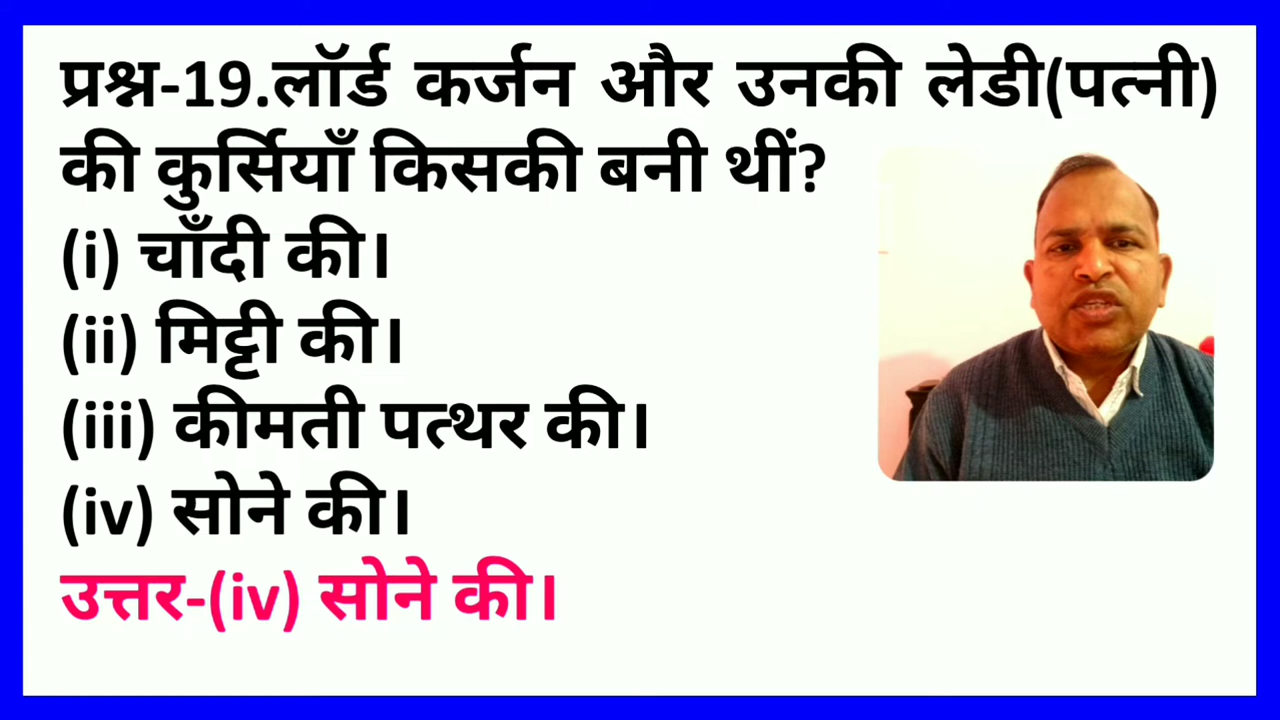 प्रश्न-19.लॉर्ड कर्जन और उनकी लेडी(पत्नी)
की कुर्सियाँ किसकी बनी थीं?
(i) चाँदी की।
(ii) मिट्टी की।
(iii) कीमती पत्थर की।
(iv) सोने की।
उत्तर-(iv) सोने की।